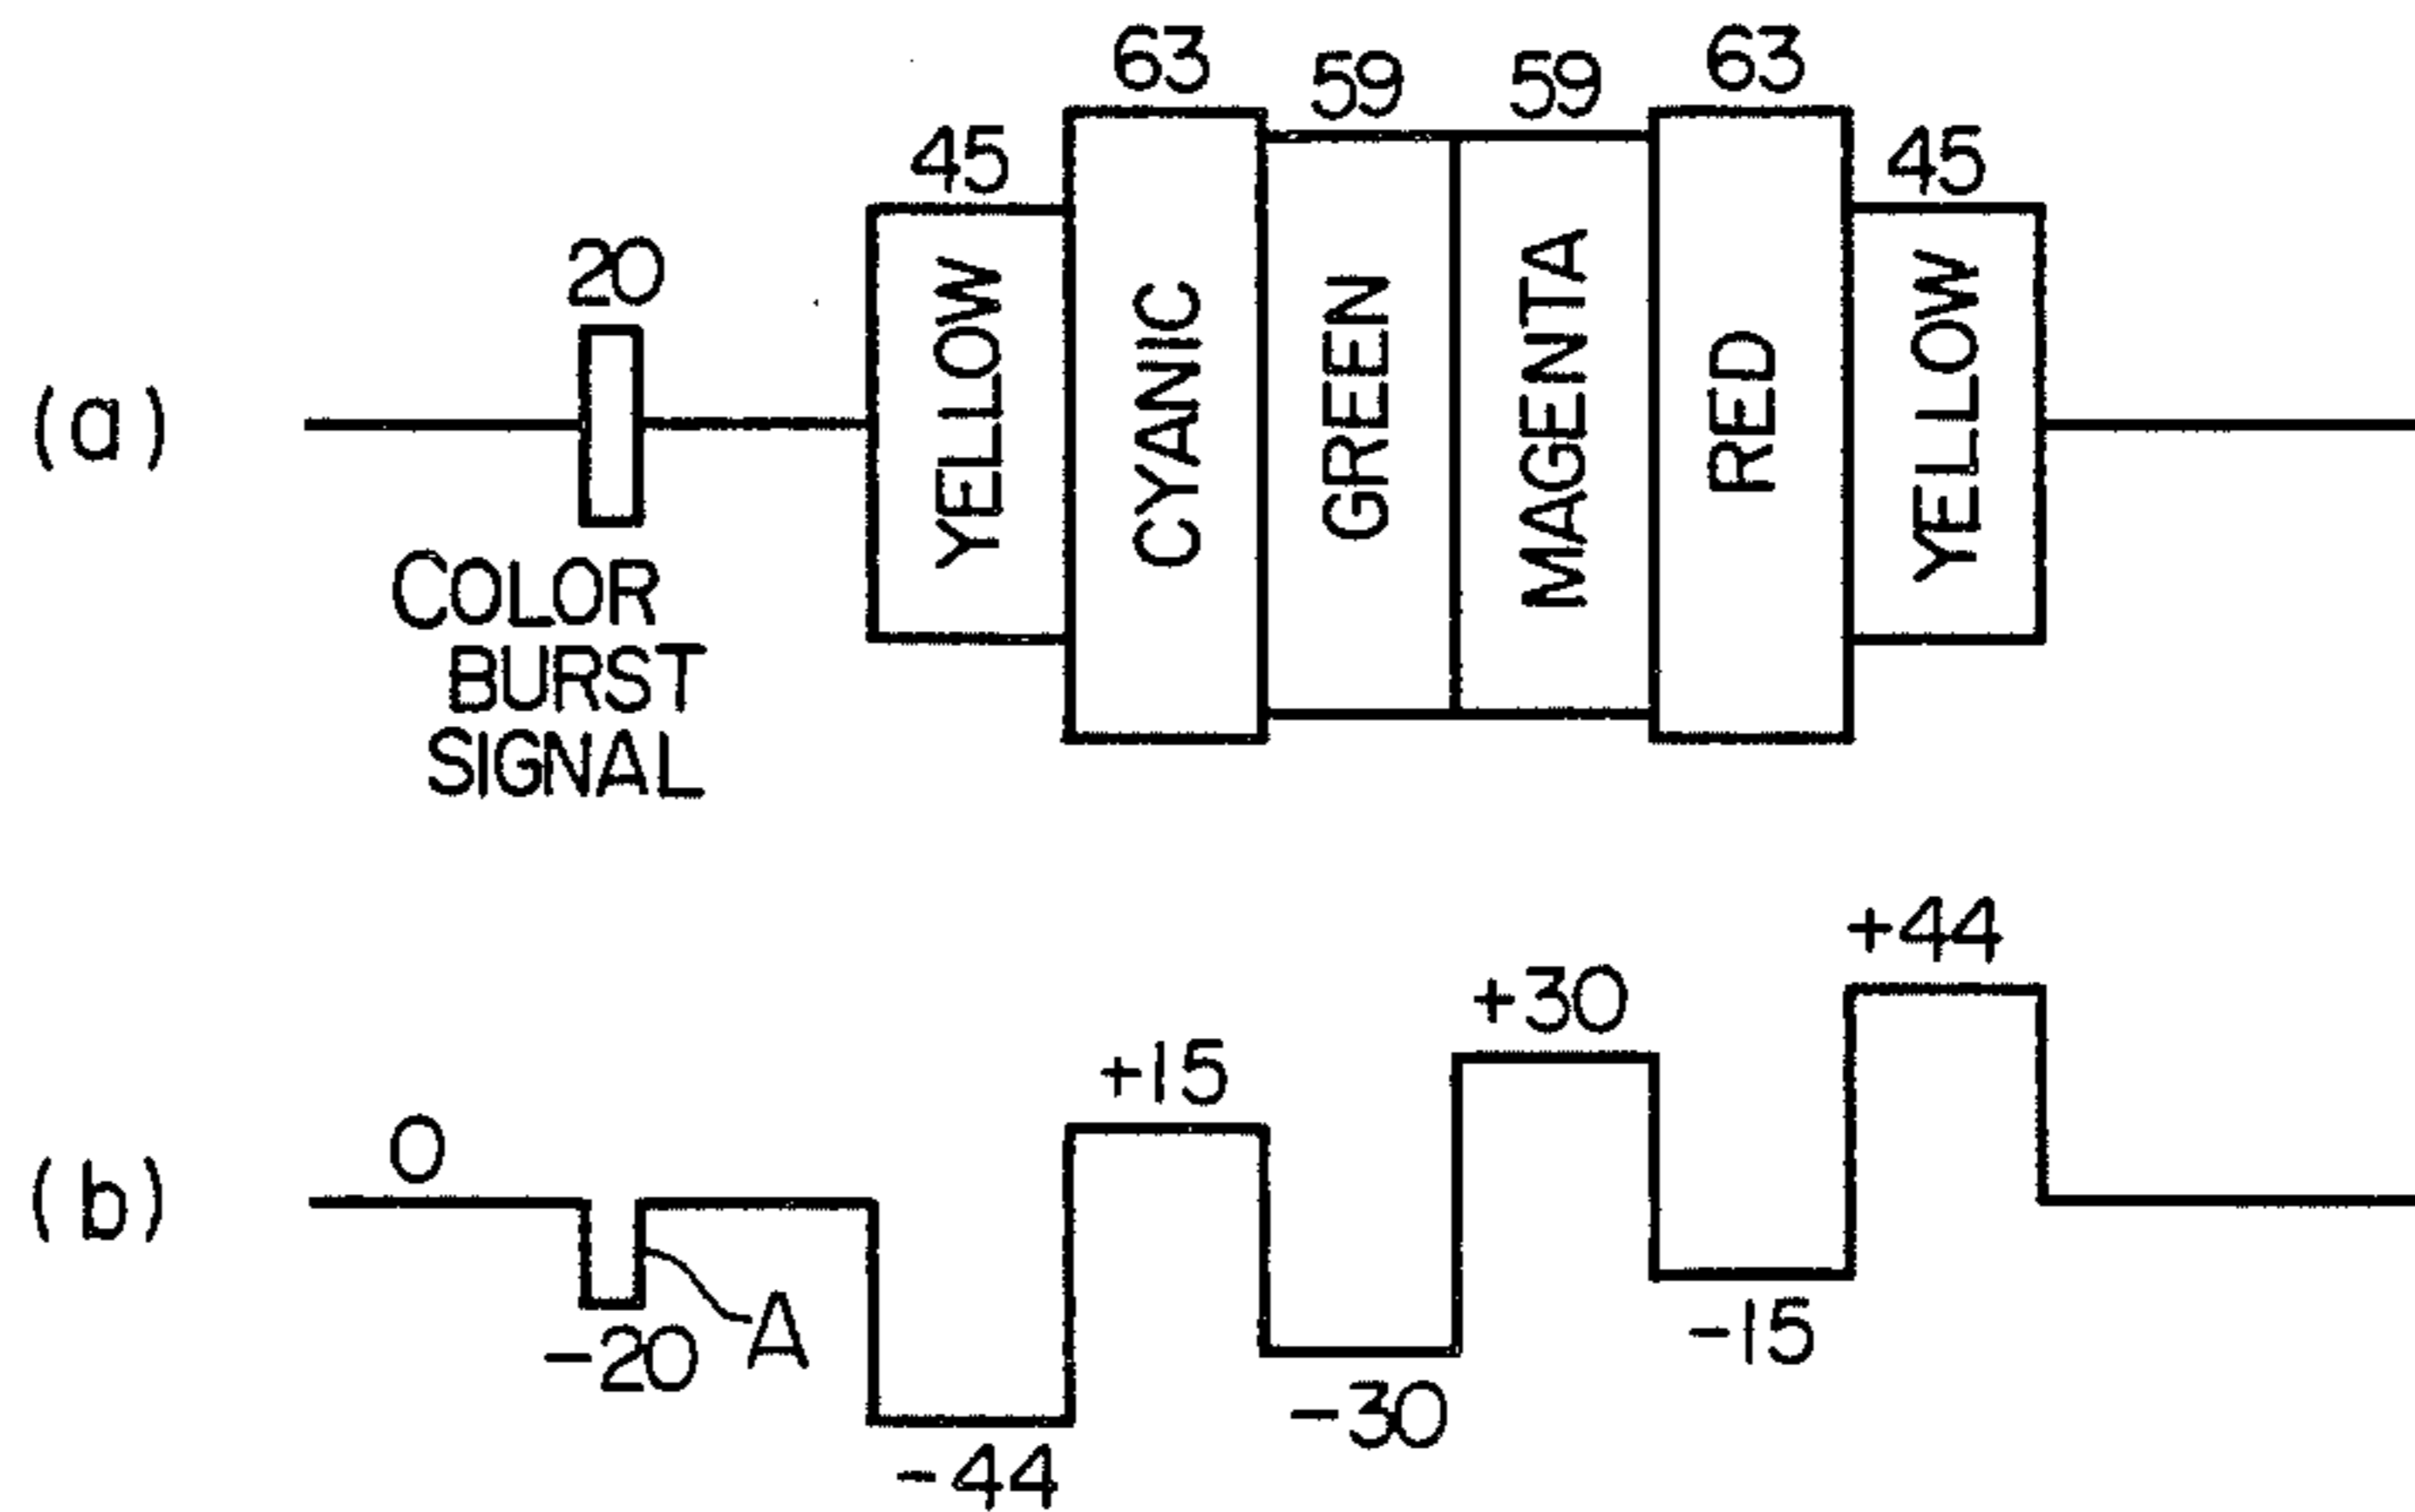 63
59
59
63
45
45
20
(a)
YELLOW
CYANIC
GREEN
MAGENTA
RED
YELLOW
COLOR
BURST
SIGNAL
+44
+30
+15
0
(b)
-20
A
-15
-30
-44